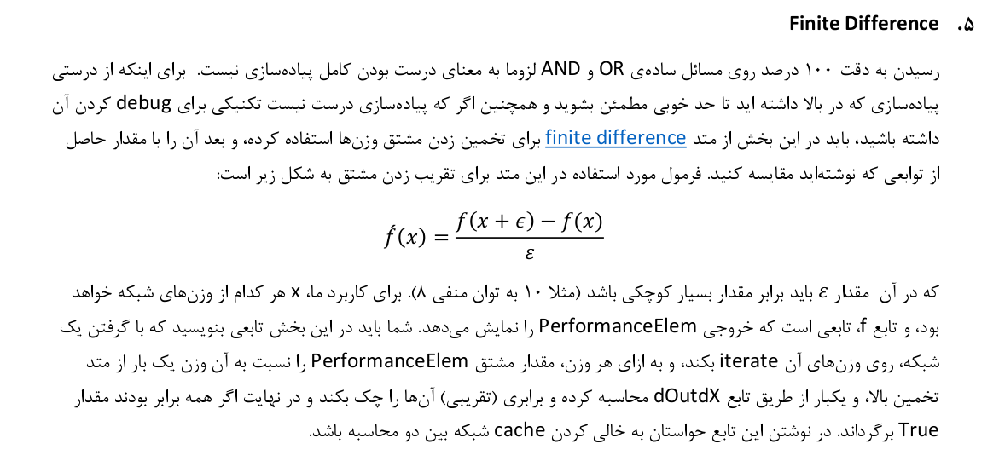 ۵. Finite Difference
رسیدن به دقت ۱۰۰ درصد روی مسائل ساده‌ی OR و AND لزوما به معنای درست بودن کامل پیاده‌سازی نیست. برای اینکه از درستی
پیاده‌سازی که در بالا داشته اید تا حد خوبی مطمئن بشوید و همچنین اگر که پیاده‌سازی درست نیست تکنیکی برای debug کردن آن
داشته باشید، باید در این بخش از متد finite difference برای تخمین زدن مشتق وزن‌ها استفاده کرده، و بعد آن را با مقدار حاصل
از توابعی که نوشته‌اید مقایسه کنید. فرمول مورد استفاده در این متد برای تقریب زدن مشتق به شکل زیر است:
f́(x) = (f(x + ϵ) − f(x)) / ε
که در آن مقدار ε باید برابر مقدار بسیار کوچکی باشد (مثلا ۱۰ به توان منفی ۸). برای کاربرد ما، x هر کدام از وزن‌های شبکه خواهد
بود، و تابع f، تابعی است که خروجی PerformanceElem را نمایش می‌دهد. شما باید در این بخش تابعی بنویسید که با گرفتن یک
شبکه، روی وزن‌های آن iterate بکند، و به ازای هر وزن، مقدار مشتق PerformanceElem را نسبت به آن وزن یک بار از متد
تخمین بالا، و یکبار از طریق تابع dOutdX محاسبه کرده و برابری (تقریبی) آن‌ها را چک بکند و در نهایت اگر همه برابر بودند مقدار
True برگرداند. در نوشتن این تابع حواستان به خالی کردن cache شبکه بین دو محاسبه باشد.